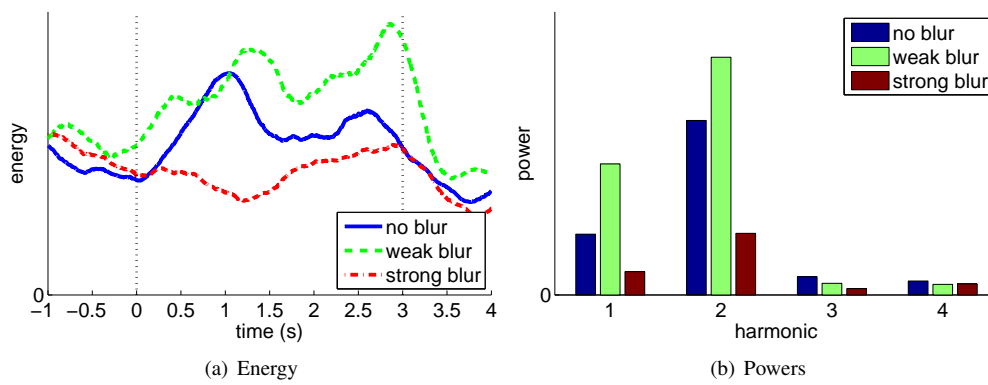 energy
0
−1 −0.5 0 0.5 1 1.5 2 2.5 3 3.5 4
time (s)
no blur
weak blur
strong blur
(a) Energy
power
0
1 2 3 4
harmonic
no blur
weak blur
strong blur
(b) Powers